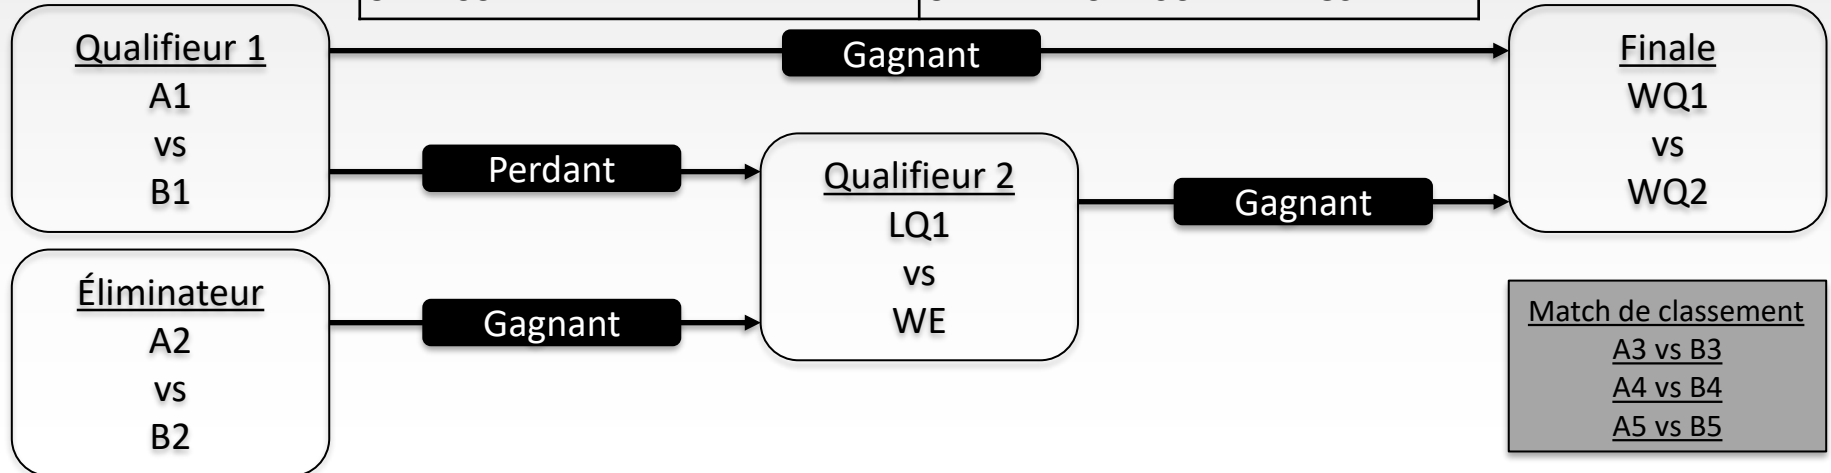 Qualifieur 1
A1
vs
B1
Gagnant
Finale
WQ1
vs
WQ2
Perdant
Qualifieur 2
LQ1
vs
WE
Gagnant
Éliminateur
A2
vs
B2
Gagnant
Match de classement
A3 vs B3
A4 vs B4
A5 vs B5